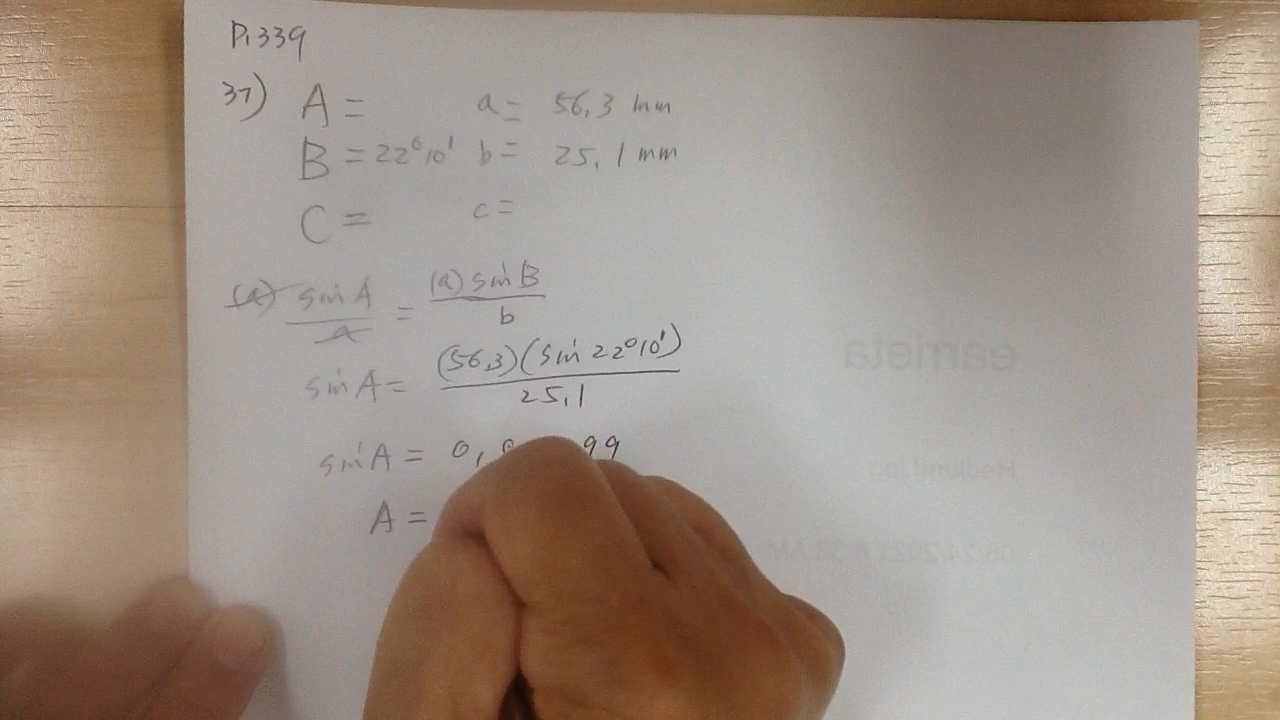 P.339
37) A = a = 56.3 mm
B = 22°10' b = 25.1 mm
C = c =
(a) sin A / a = (a) sin B / b
sin A = (56.3)(sin 22°10') / 25.1
sin A = 0.
A =
earrieta